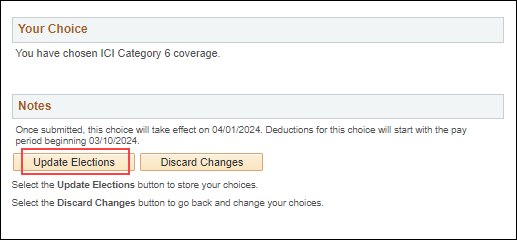 Your Choice
You have chosen ICI Category 6 coverage.
Notes
Once submitted, this choice will take effect on 04/01/2024. Deductions for this choice will start with the pay
period beginning 03/10/2024.
Update Elections
Discard Changes
Select the Update Elections button to store your choices.
Select the Discard Changes button to go back and change your choices.